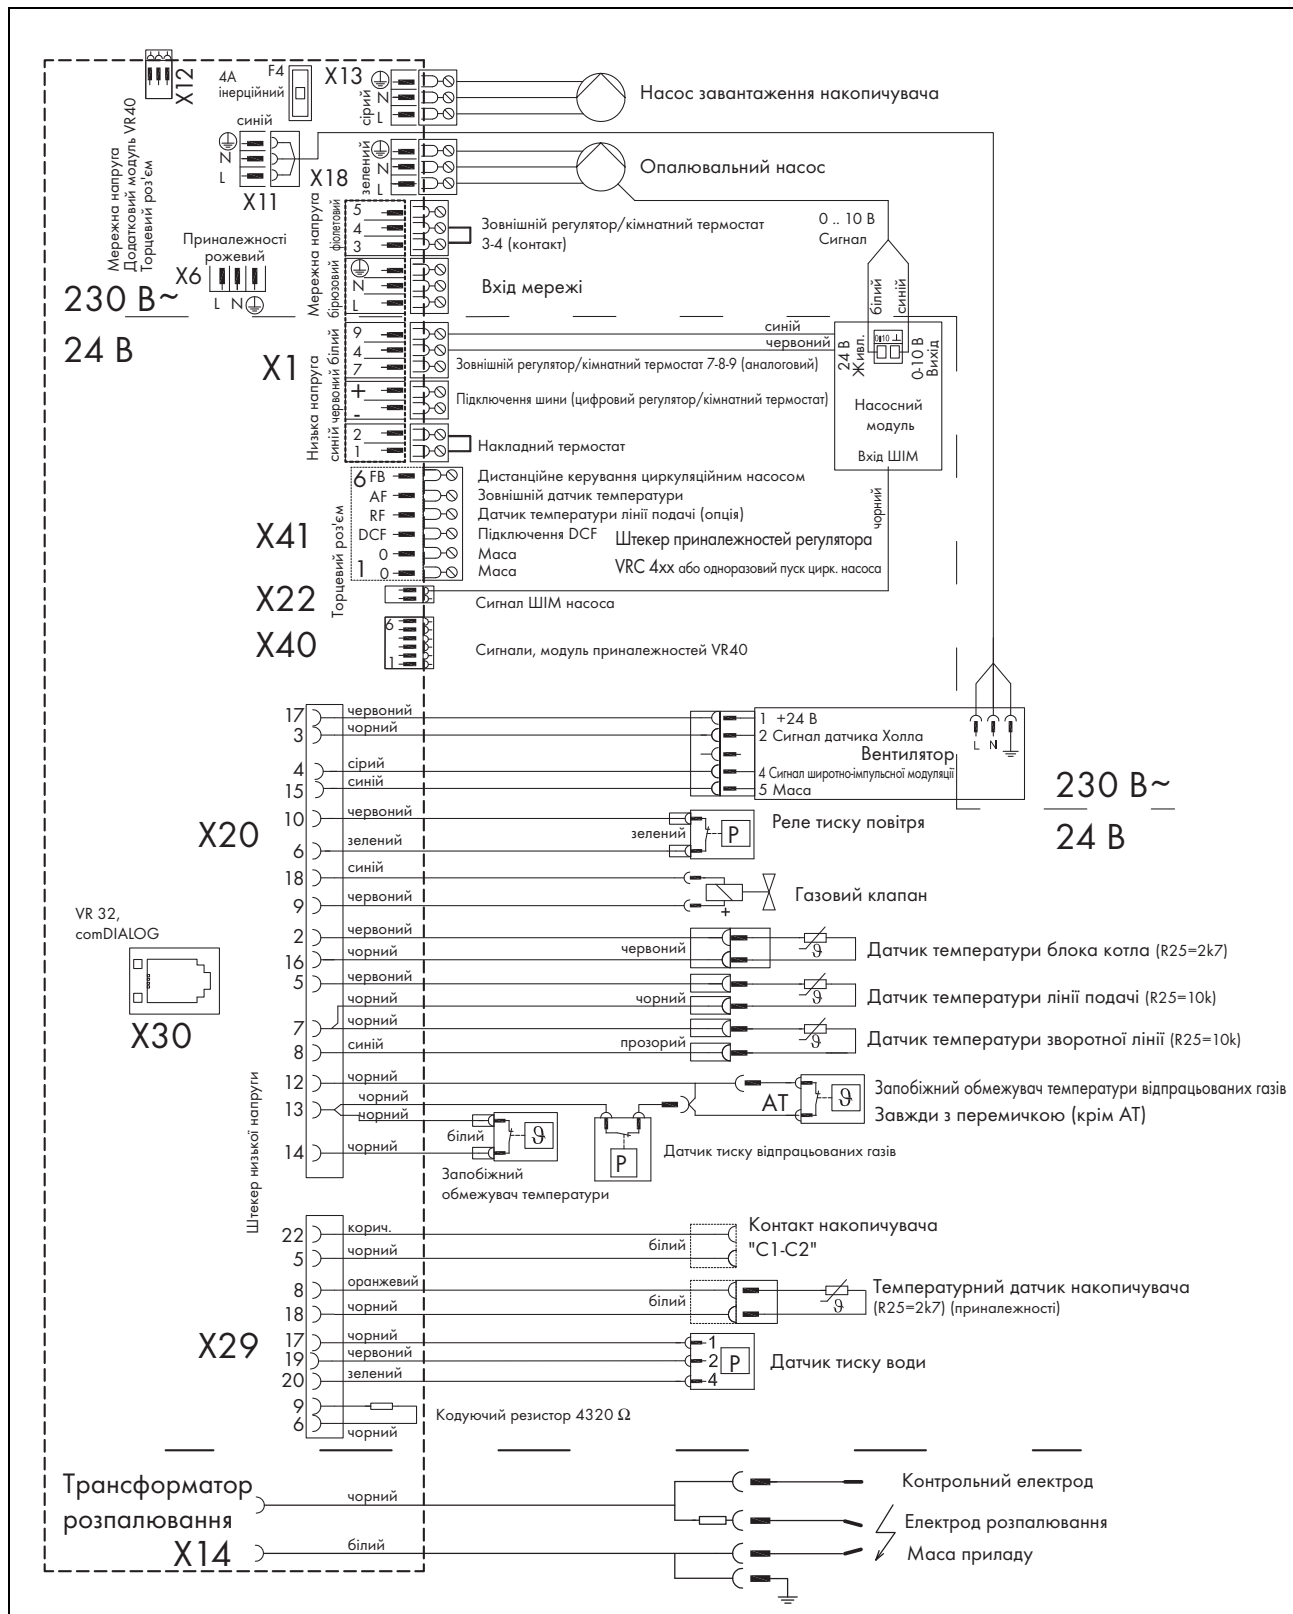 X12
4A
інерційний
F4
X13
сірий
N
L
Насос завантаження накопичувача
Мережна напруга
Додатковий модуль VR40
Торцевий роз'єм
синій
N
L
X11
X18
зелений
N
L
Опалювальний насос
Приналежності
рожевий
X6
L N
230 В~
24 В
Мережна напруга
фіолетовий
5
4
3
Зовнішній регулятор/кімнатний термостат
3-4 (контакт)
бірюзовий
N
L
Вхід мережі
0 .. 10 В
Сигнал
білий
синій
X1
Низька напруга
синій червоний білий
9
4
7
синій
червоний
Зовнішній регулятор/кімнатний термостат 7-8-9 (аналоговий)
+
-
Підключення шини (цифровий регулятор/кімнатний термостат)
2
1
Накладний термостат
24 В
Живл.
0-10 В
Вихід
Насосний
модуль
Вхід ШІМ
чорний
X41
Торцевий роз'єм
6 FB
Дистанційне керування циркуляційним насосом
AF
Зовнішній датчик температури
RF
Датчик температури лінії подачі (опція)
DCF
Підключення DCF
0
Маса
1 0
Маса
Штекер приналежностей регулятора
VRC 4xx або одноразовий пуск цирк. насоса
X22
Сигнал ШІМ насоса
X40
6
1
Сигнали, модуль приналежностей VR40
X20
Штекер низької напруги
17 червоний
3 чорний
4 сірий
15 синій
1 +24 В
2 Сигнал датчика Холла
Вентилятор
4 Сигнал широтно-імпульсної модуляції
5 Маса
L N
230 В~
24 В
10 червоний
6 зелений
зелений
P
Реле тиску повітря
18 синій
9 червоний
+
Газовий клапан
VR 32,
comDIALOG
X30
2 червоний
16 чорний
червоний
ϑ
Датчик температури блока котла (R25=2k7)
5 червоний
чорний
чорний
ϑ
Датчик температури лінії подачі (R25=10k)
7 чорний
8 синій
прозорий
ϑ
Датчик температури зворотної лінії (R25=10k)
12 чорний
13 чорний
чорний
14 чорний
білий
ϑ
Запобіжний
обмежувач температури
P
Датчик тиску відпрацьованих газів
AT
ϑ
Запобіжний обмежувач температури відпрацьованих газів
Завжди з перемичкою (крім АТ)
X29
22 корич.
5 чорний
білий
Контакт накопичувача
"C1-C2"
8 оранжевий
18 чорний
білий
ϑ
Температурний датчик накопичувача
(R25=2k7) (приналежності)
17 чорний
19 червоний
20 зелений
1
2
4
P
Датчик тиску води
9
6
чорний
Кодуючий резистор 4320 Ω
Трансформатор
розпалювання
X14
чорний
білий
Контрольний електрод
Електрод розпалювання
Маса приладу